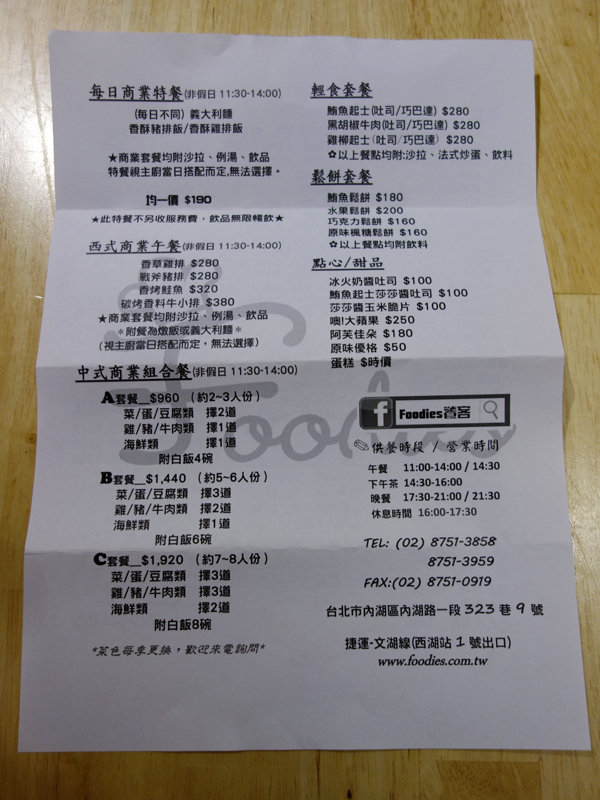 每日商業特餐(非假日 11:30-14:00)
(每日不同) 義大利麵
香酥豬排飯/香酥雞排飯
★商業套餐均附沙拉、例湯、飲品
特餐視主廚當日搭配而定,無法選擇。
均一價 $190
★此特餐不另收服務費,飲品無限暢飲★
西式商業午餐(非假日 11:30-14:00)
香草雞排 $280
戰斧豬排 $280
香烤鮭魚 $320
碳烤香料牛小排 $380
★商業套餐均附沙拉、例湯、飲品
*附餐為燉飯或義大利麵*
(視主廚當日搭配而定,無法選擇)
中式商業組合餐(非假日 11:30-14:00)
A套餐__$960 (約2~3人份)
菜/蛋/豆腐類 擇2道
雞/豬/牛肉類 擇1道
海鮮類 擇1道
附白飯4碗
B套餐__$1,440 (約5~6人份)
菜/蛋/豆腐類 擇3道
雞/豬/牛肉類 擇2道
海鮮類 擇1道
附白飯6碗
C套餐__$1,920 (約7~8人份)
菜/蛋/豆腐類 擇3道
雞/豬/牛肉類 擇3道
海鮮類 擇2道
附白飯8碗
*菜色每季更換,歡迎來電詢問*
輕食套餐
鮪魚起士(吐司/巧巴達) $280
黑胡椒牛肉(吐司/巧巴達) $280
雞柳起士(吐司/巧巴達) $280
✿以上餐點均附:沙拉、法式炒蛋、飲料
鬆餅套餐
鮪魚鬆餅 $180
水果鬆餅 $200
巧克力鬆餅 $160
原味楓糖鬆餅 $160
✿以上餐點均附飲料
點心/甜品
冰火奶醬吐司 $100
鮪魚起士莎莎醬吐司 $100
莎莎醬玉米脆片 $100
噢!大蘋果 $250
阿芙佳朵 $180
原味優格 $50
蛋糕 $時價
f Foodies饕客
供餐時段 / 營業時間
午餐 11:00-14:00 / 14:30
下午茶 14:30-16:00
晚餐 17:30-21:00 / 21:30
休息時間 16:00-17:30
TEL: (02) 8751-3858
8751-3959
FAX:(02) 8751-0919
台北市內湖區內湖路一段 323 巷 9 號
捷運-文湖線(西湖站 1 號出口)
www.foodies.com.tw